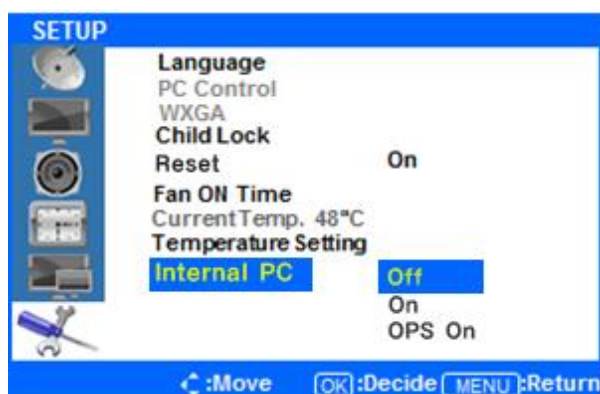 SETUP
Language
PC Control
WXGA
Child Lock
Reset On
Fan ON Time
Current Temp. 48°C
Temperature Setting
Internal PC Off
On
OPS On
:Move OK:Decide MENU:Return